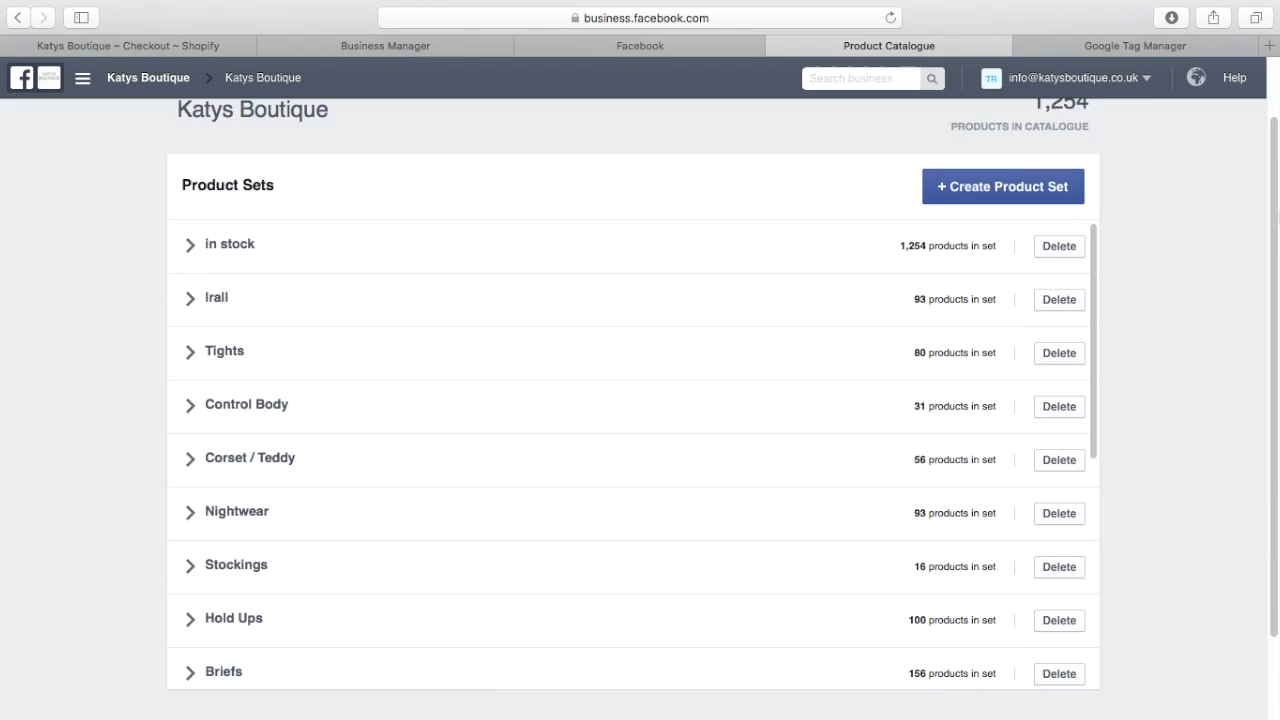 business.facebook.com
Katys Boutique ~ Checkout ~ Shopify
Business Manager
Facebook
Product Catalogue
Google Tag Manager
Katys Boutique
Katys Boutique
Search business
TR
info@katysboutique.co.uk
Help
Katys Boutique
1,254
PRODUCTS IN CATALOGUE
Product Sets
+ Create Product Set
in stock
1,254 products in set
Delete
Irall
93 products in set
Delete
Tights
80 products in set
Delete
Control Body
31 products in set
Delete
Corset / Teddy
56 products in set
Delete
Nightwear
93 products in set
Delete
Stockings
16 products in set
Delete
Hold Ups
100 products in set
Delete
Briefs
156 products in set
Delete